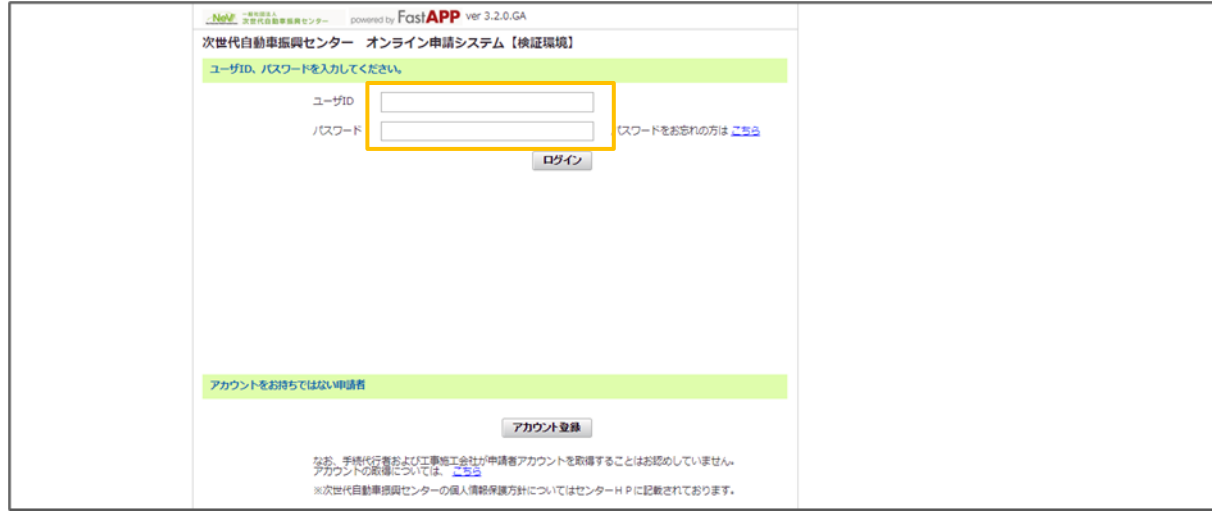 NeV 一般社団法人 次世代自動車振興センター powered by FastAPP ver 3.2.0.GA
次世代自動車振興センター　オンライン申請システム【検証環境】
ユーザID、パスワードを入力してください。
ユーザID
パスワード パスワードをお忘れの方は こちら
ログイン
アカウントをお持ちではない申請者
アカウント登録
なお、手続代行者および工事施工会社が申請者アカウントを取得することはお認めしていません。
アカウントの取得については、 こちら
※次世代自動車振興センターの個人情報保護方針についてはセンターＨＰに記載されております。